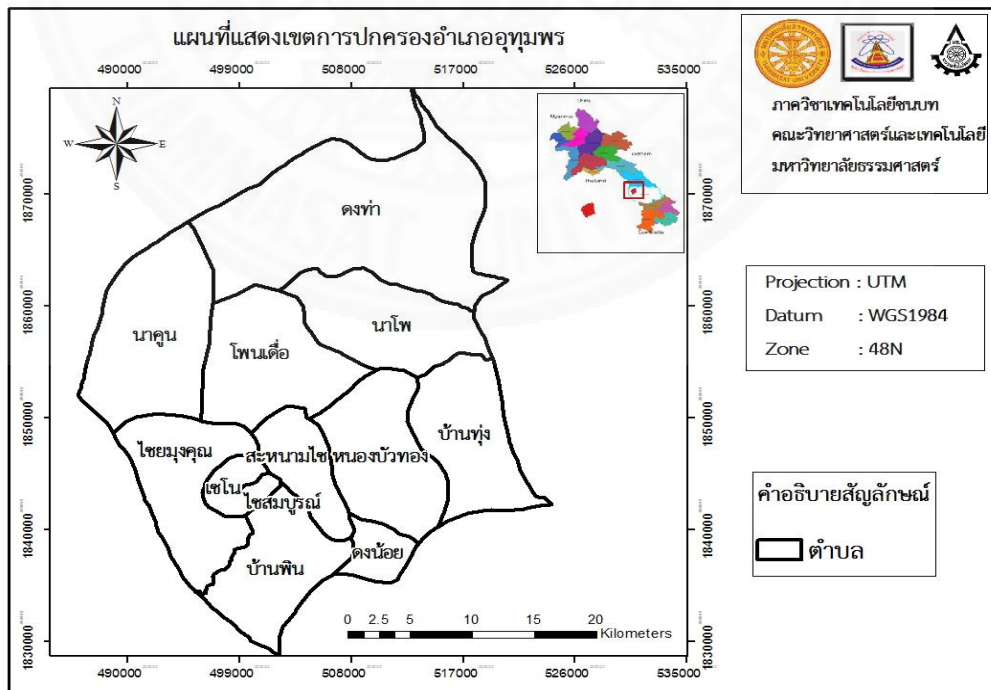 แผนที่แสดงเขตการปกครองอำเภออุทุมพร
490000 499000 508000 517000 526000 535000
N
W E
S
1870000
1860000
1850000
1840000
1830000
ดงท่า
นาคูน
โพนเดื่อ
นาโพ
บ้านทุ่ง
ไชยมุงคุณ
สะหนามไช
หนองบัวทอง
เซโน
ไชสมบูรณ์
บ้านพิน
ดงน้อย
0 2.5 5 10 15 20
Kilometers
490000 499000 508000 517000 526000 535000
1870000
1860000
1850000
1840000
1830000
China
Myanmar
Vietnam
Thailand
Cambodia
ภาควิชาเทคโนโลยีชนบท
คณะวิทยาศาสตร์และเทคโนโลยี
มหาวิทยาลัยธรรมศาสตร์
Projection : UTM
Datum : WGS1984
Zone : 48N
คำอธิบายสัญลักษณ์
ตำบล